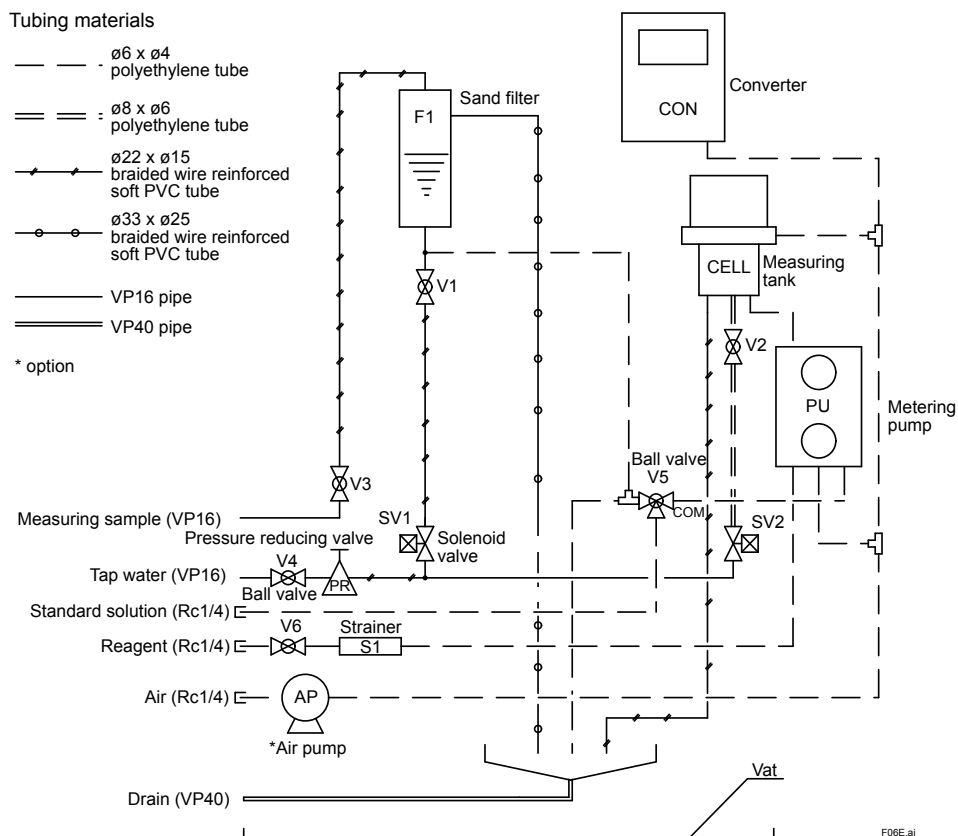 Tubing materials
ø6 x ø4
polyethylene tube
ø8 x ø6
polyethylene tube
ø22 x ø15
braided wire reinforced
soft PVC tube
ø33 x ø25
braided wire reinforced
soft PVC tube
VP16 pipe
VP40 pipe
* option
F1
Sand filter
CON
Converter
CELL
Measuring
tank
V1
V2
PU
Metering
pump
V3
Ball valve
V5
COM
Measuring sample (VP16)
SV1
Solenoid
valve
SV2
Pressure reducing valve
V4
PR
Tap water (VP16)
Ball valve
Standard solution (Rc1/4)
V6
Strainer
S1
Reagent (Rc1/4)
Air (Rc1/4)
AP
*Air pump
Vat
Drain (VP40)
F06E.ai